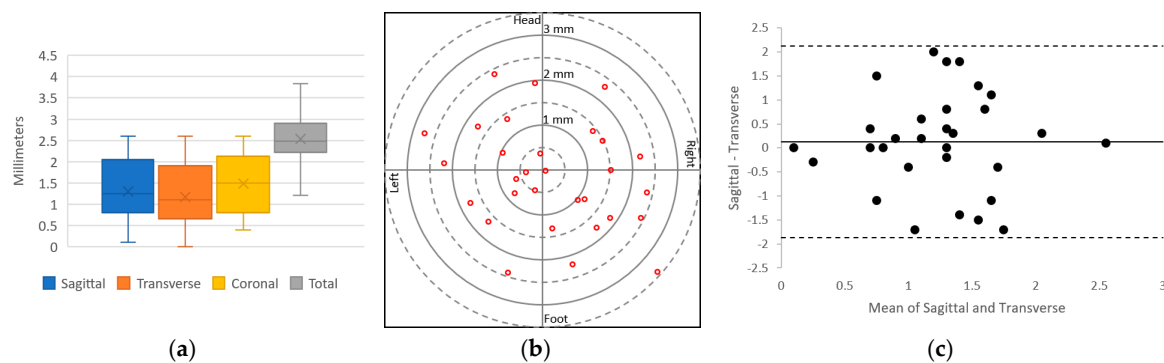 4.5
4
3.5
3
2.5
2
1.5
1
0.5
0
Millimeters
Sagittal Transverse Coronal Total
(a)
Head
3 mm
2 mm
1 mm
Left
Right
Foot
(b)
2.5
2
1.5
1
0.5
0
-0.5
-1
-1.5
-2
-2.5
Sagittal - Transverse
0.5 1 1.5 2 2.5 3
Mean of Sagittal and Transverse
(c)